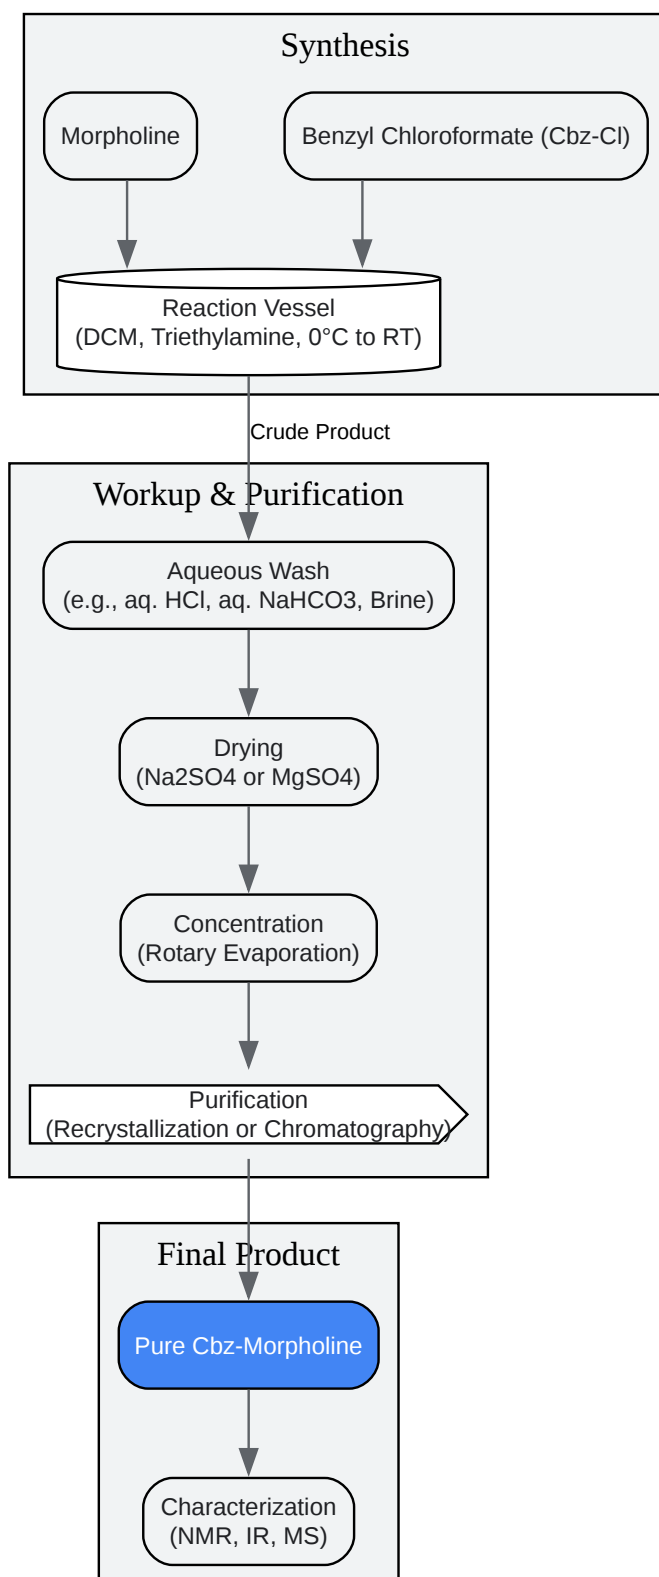 Synthesis
Morpholine
Benzyl Chloroformate (Cbz-Cl)
Reaction Vessel
(DCM, Triethylamine, 0°C to RT)
Crude Product
Workup & Purification
Aqueous Wash
(e.g., aq. HCl, aq. NaHCO3, Brine)
Drying
(Na2SO4 or MgSO4)
Concentration
(Rotary Evaporation)
Purification
(Recrystallization or Chromatography)
Final Product
Pure Cbz-Morpholine
Characterization
(NMR, IR, MS)